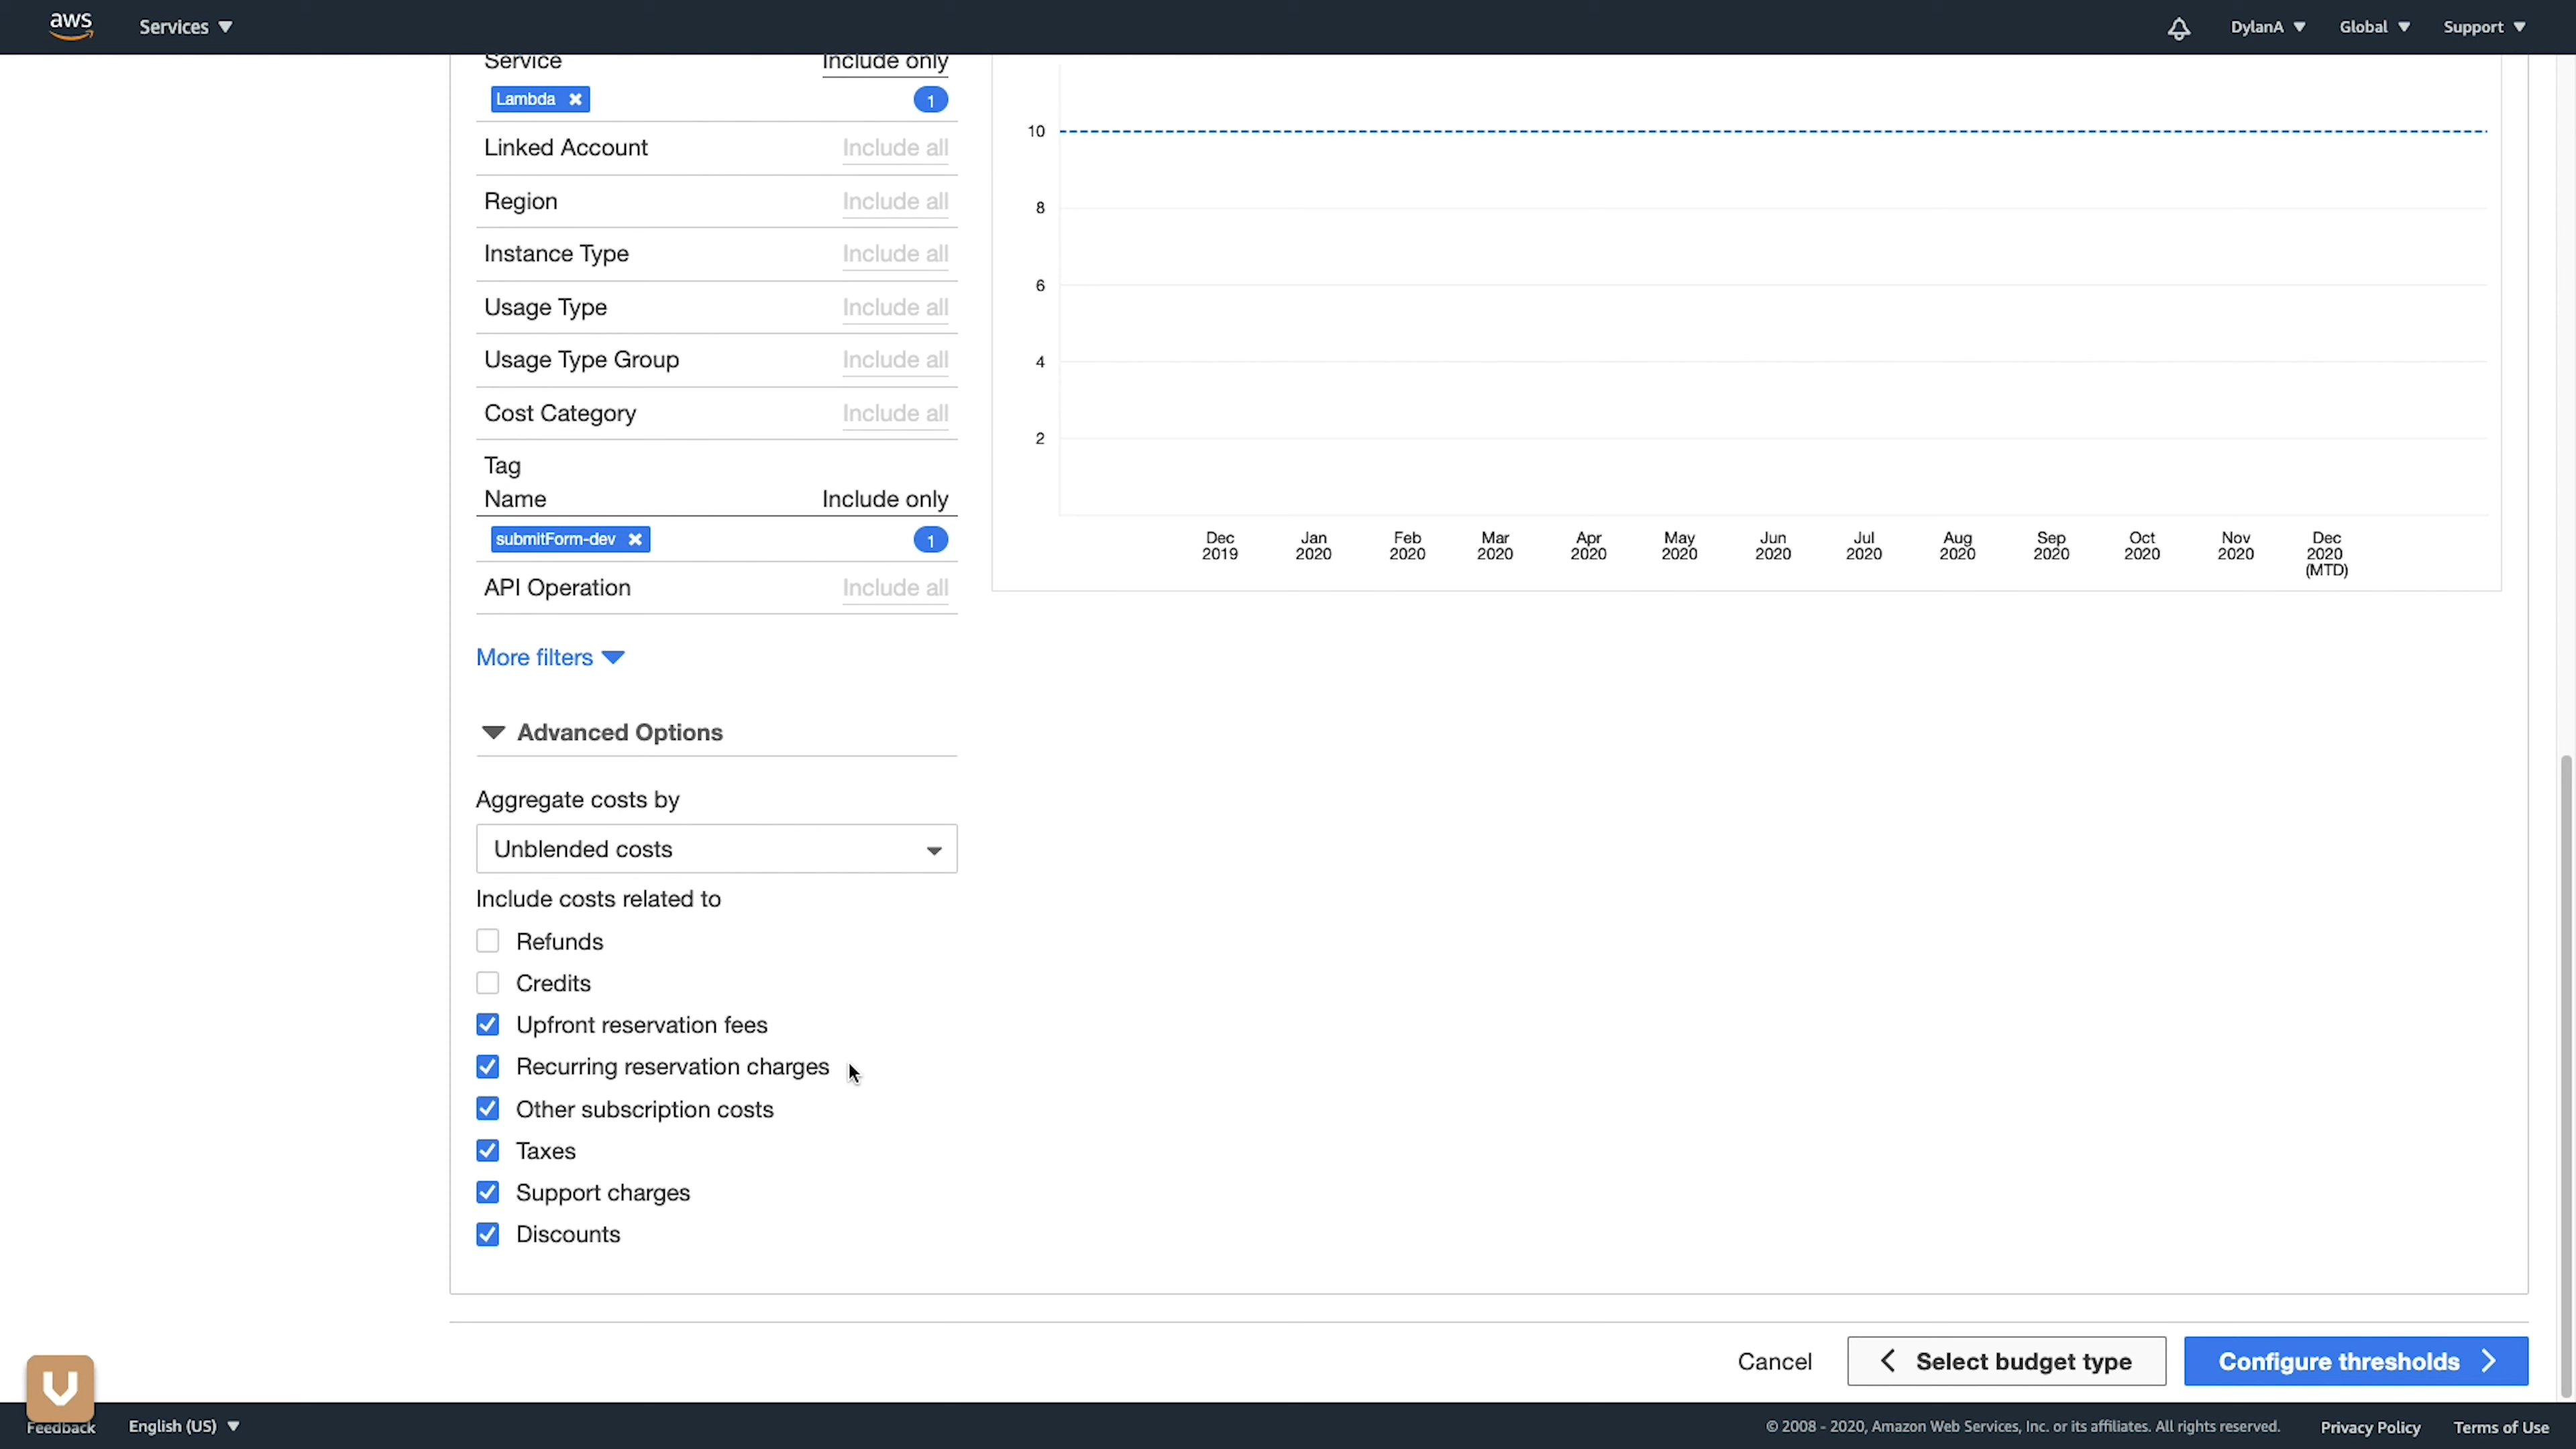 aws Services DylanA Global Support
Service Include only
Lambda 1
Linked Account Include all
Region Include all
Instance Type Include all
Usage Type Include all
Usage Type Group Include all
Cost Category Include all
Tag
Name Include only
submitForm-dev 1
API Operation Include all
More filters
Advanced Options
Aggregate costs by
Unblended costs
Include costs related to
Refunds
Credits
Upfront reservation fees
Recurring reservation charges
Other subscription costs
Taxes
Support charges
Discounts
10
8
6
4
2
Dec Jan Feb Mar Apr May Jun Jul Aug Sep Oct Nov Dec
2019 2020 2020 2020 2020 2020 2020 2020 2020 2020 2020 2020 2020
(MTD)
Cancel Select budget type Configure thresholds
Feedback English (US) © 2008 - 2020, Amazon Web Services, Inc. or its affiliates. All rights reserved. Privacy Policy Terms of Use